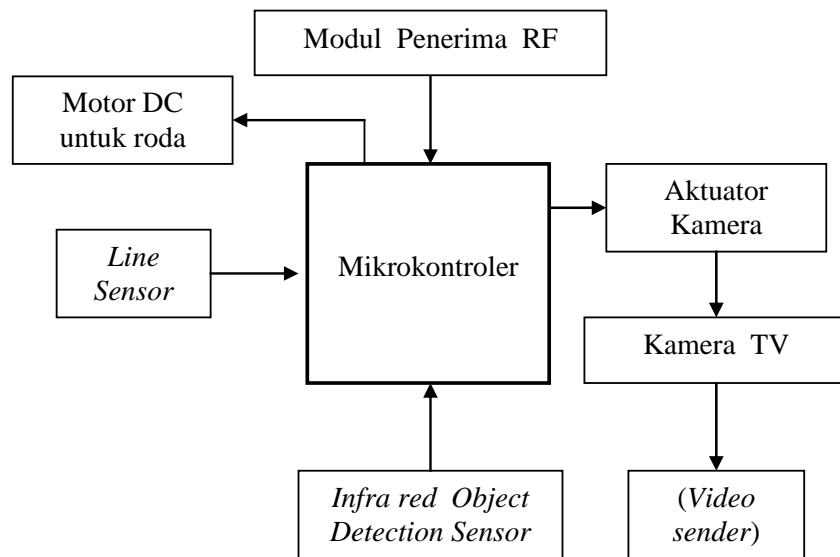 Modul Penerima RF
Motor DC
untuk roda
Aktuator
Kamera
Line
Sensor
Mikrokontroler
Kamera TV
Infra red Object
Detection Sensor
(Video
sender)